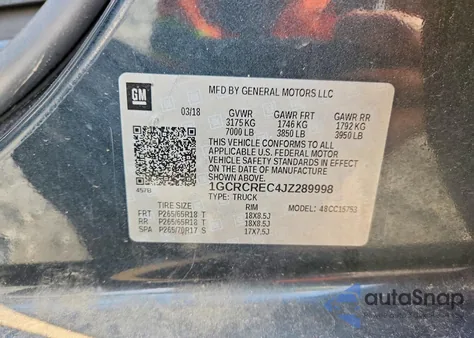 GM
MFD BY GENERAL MOTORS LLC
03/18 GVWR GAWR FRT GAWR RR
3175 KG 1746 KG 1792 KG
7000 LB 3850 LB 3950 LB
THIS VEHICLE CONFORMS TO ALL
APPLICABLE U.S. FEDERAL MOTOR
VEHICLE SAFETY STANDARDS IN EFFECT
ON THE DATE OF MANUFACTURE SHOWN ABOVE.
1GCRCREC4JZ289998
TYPE: TRUCK
TIRE SIZE RIM MODEL: 48CC15753
FRT P265/65R18 T 18X8.5J
RR P265/65R18 T 18X8.5J
SPA P265/70R17 S 17X7.5J
autoSnap